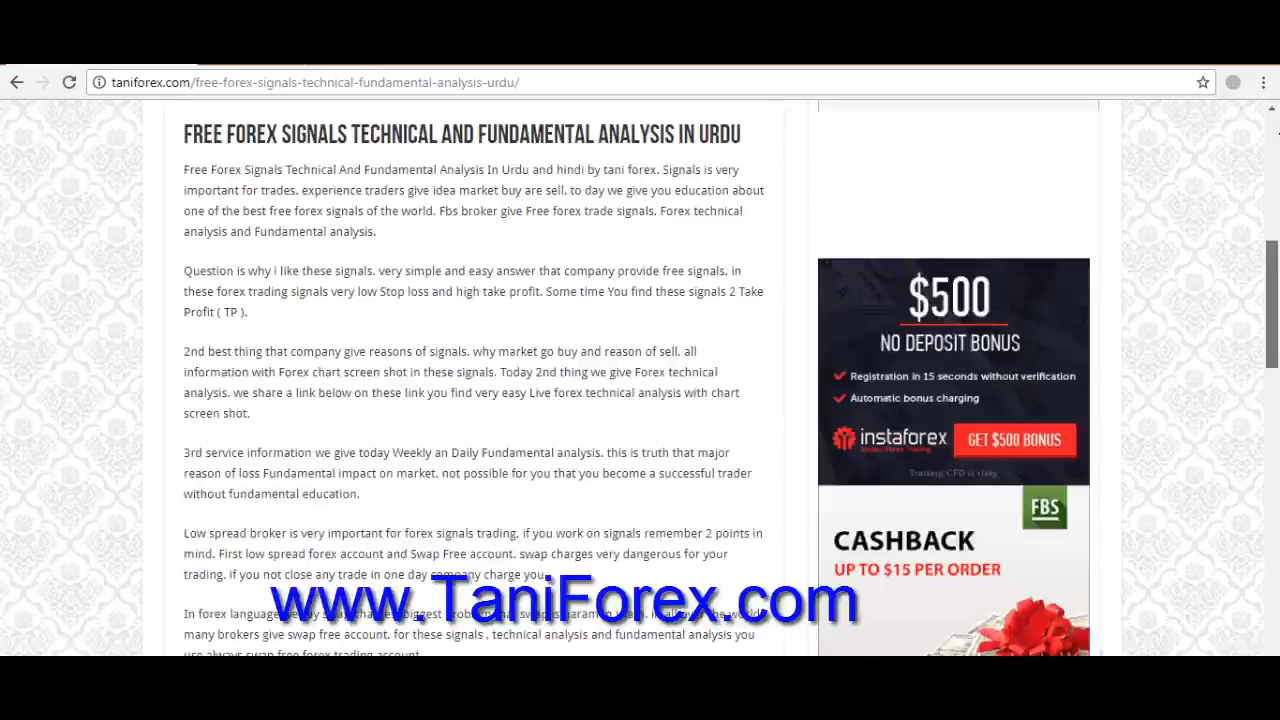 taniforex.com/free-forex-signals-technical-fundamental-analysis-urdu/
FREE FOREX SIGNALS TECHNICAL AND FUNDAMENTAL ANALYSIS IN URDU
Free Forex Signals Technical And Fundamental Analysis In Urdu and hindi by tani forex. Signals is very
important for trades. experience traders give idea market buy are sell. to day we give you education about
one of the best free forex signals of the world. Fbs broker give Free forex trade signals, Forex technical
analysis and Fundamental analysis.
Question is why i like these signals. very simple and easy answer that company provide free signals. in
these forex trading signals very low Stop loss and high take profit. Some time You find these signals 2 Take
Profit ( TP ).
2nd best thing that company give reasons of signals. why market go buy and reason of sell. all
information with Forex chart screen shot in these signals. Today 2nd thing we give Forex technical
analysis. we share a link below on these link you find very easy Live forex technical analysis with chart
screen shot.
3rd service information we give today Weekly an Daily Fundamental analysis. this is truth that major
reason of loss Fundamental impact on market. not possible for you that you become a successful trader
without fundamental education.
Low spread broker is very important for forex signals trading. if you work on signals remember 2 points in
mind. First low spread forex account and Swap Free account. swap charges very dangerous for your
trading. if you not close any trade in one day company charge you.
In forex language
many brokers give swap free account. for these signals , technical analysis and fundamental analysis you
use always swap free forex trading account
www.TaniForex.com
$500
NO DEPOSIT BONUS
Registration in 15 seconds without verification
Automatic bonus charging
instaforex
Instant Forex Trading
GET $500 BONUS
Trading CFD is risky
FBS
CASHBACK
UP TO $15 PER ORDER